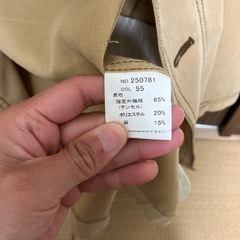 NO.250781
COL 55
表地
指定外繊維 65%
(テンセル)
ポリエステル 20%
麻 15%